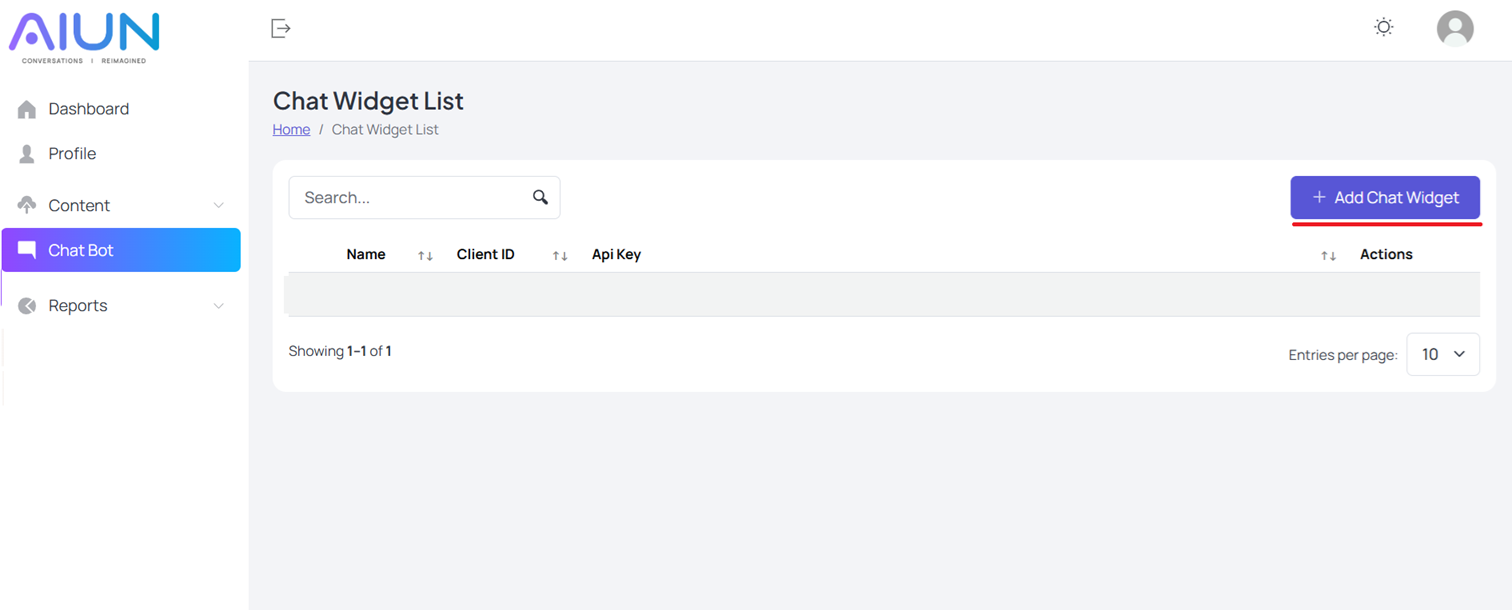 AIUN
CONVERSATIONS | REIMAGINED
Dashboard
Profile
Content
Chat Bot
Reports
Chat Widget List
Home / Chat Widget List
Search...
+ Add Chat Widget
Name ↑↓ Client ID ↑↓ Api Key ↑↓ Actions
Showing 1-1 of 1
Entries per page: 10